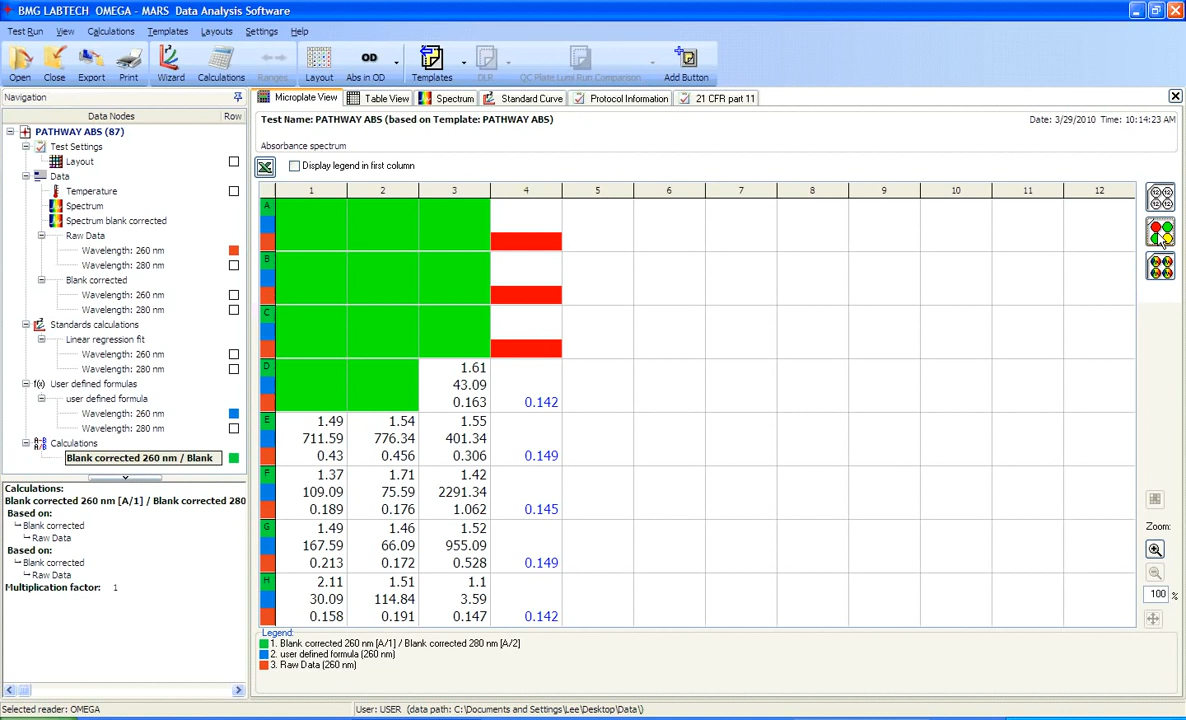 BMG LABTECH  OMEGA - MARS  Data Analysis Software
Test Run View Calculations Templates Layouts Settings Help
Open Close Export Print Wizard Calculations Ranges Layout Abs in OD Templates DLR QC Plate Lumi Run Comparison Add Button
OD
Navigation
Data Nodes Row
PATHWAY ABS (87)
Test Settings
Layout
Data
Temperature
Spectrum
Spectrum blank corrected
Raw Data
Wavelength: 260 nm
Wavelength: 280 nm
Blank corrected
Wavelength: 260 nm
Wavelength: 280 nm
Standards calculations
Linear regression fit
Wavelength: 260 nm
Wavelength: 280 nm
f(x) User defined formulas
user defined formula
Wavelength: 260 nm
Wavelength: 280 nm
Calculations
Blank corrected 260 nm / Blank
Calculations:
Blank corrected 260 nm [A/1] / Blank corrected 280
Based on:
Blank corrected
Raw Data
Based on:
Blank corrected
Raw Data
Multiplication factor: 1
Microplate View Table View Spectrum Standard Curve Protocol Information 21 CFR part 11
Test Name: PATHWAY ABS (based on Template: PATHWAY ABS) Date: 3/29/2010 Time: 10:14:23 AM
Absorbance spectrum
Display legend in first column
1 2 3 4 5 6 7 8 9 10 11 12
A
B
C
D 1.61
43.09
0.163 0.142
E 1.49 1.54 1.55
711.59 776.34 401.34
0.43 0.456 0.306 0.149
F 1.37 1.71 1.42
109.09 75.59 2291.34
0.189 0.176 1.062 0.145
G 1.49 1.46 1.52
167.59 66.09 955.09
0.213 0.172 0.528 0.149
H 2.11 1.51 1.1
30.09 114.84 3.59
0.158 0.191 0.147 0.142
Legend:
1. Blank corrected 260 nm [A/1] / Blank corrected 280 nm [A/2]
2. user defined formula (260 nm)
3. Raw Data (260 nm)
Zoom:
100 %
Selected reader: OMEGA User: USER  (data path: C:\Documents and Settings\Lee\Desktop\Data\)